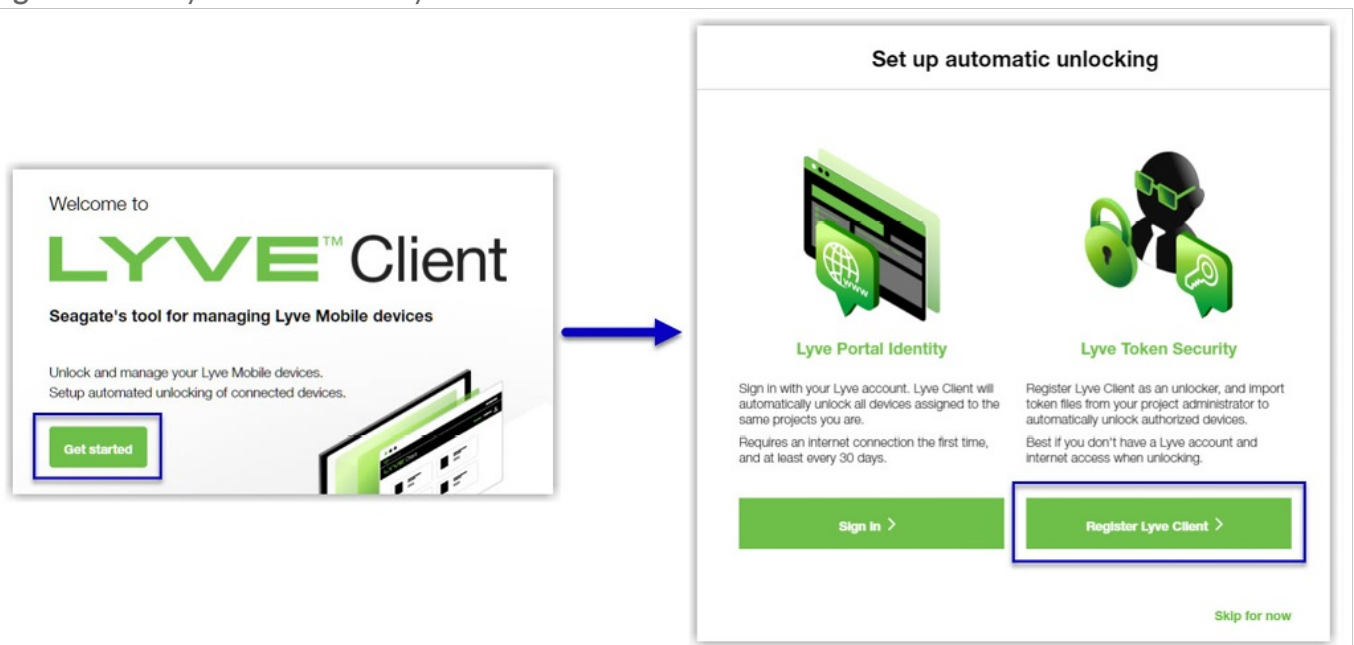 Welcome to
LYVE™ Client
Seagate's tool for managing Lyve Mobile devices
Unlock and manage your Lyve Mobile devices.
Setup automated unlocking of connected devices.
Get started
Set up automatic unlocking
www
Lyve Portal Identity
Sign in with your Lyve account. Lyve Client will
automatically unlock all devices assigned to the
same projects you are.
Requires an internet connection the first time,
and at least every 30 days.
Sign in >
Lyve Token Security
Register Lyve Client as an unlocker, and import
token files from your project administrator to
automatically unlock authorized devices.
Best if you don't have a Lyve account and
internet access when unlocking.
Register Lyve Client >
Skip for now